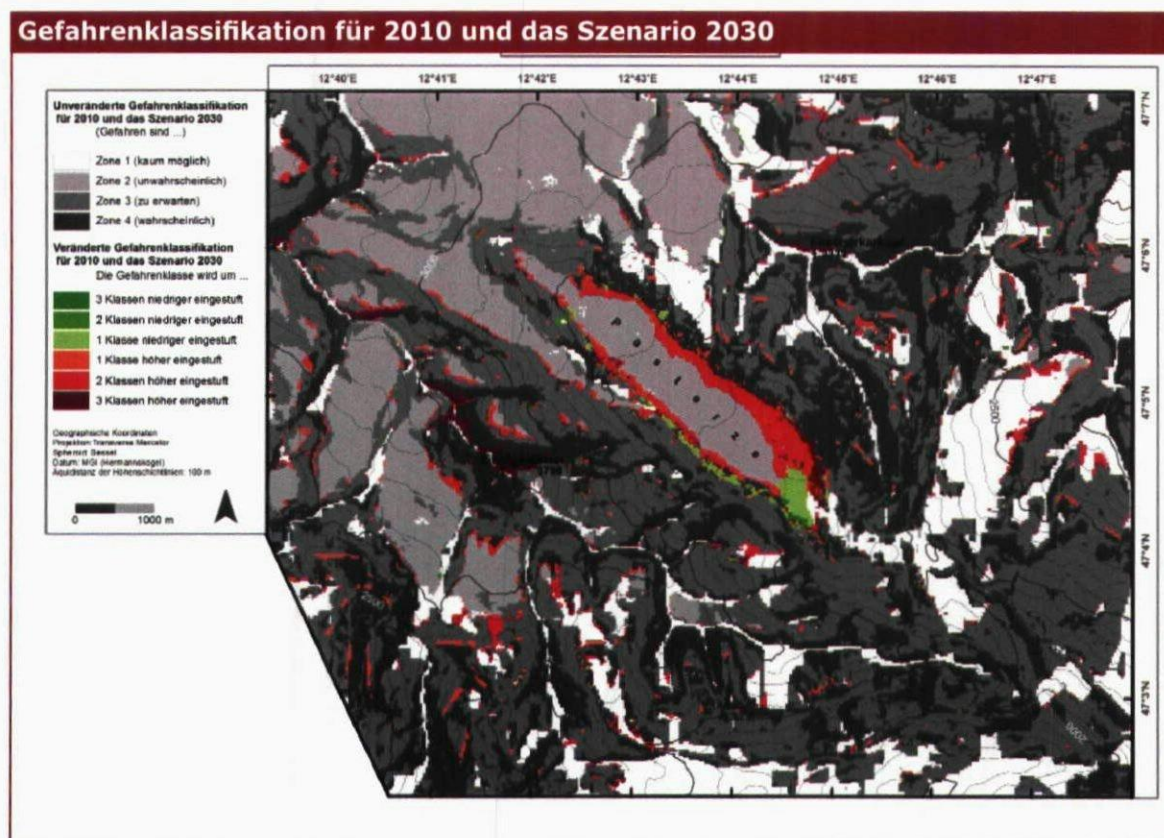 Gefahrenklassifikation für 2010 und das Szenario 2030
12°40'E 12°41'E 12°42'E 12°43'E 12°44'E 12°45'E 12°46'E 12°47'E
Unveränderte Gefahrenklassifikation
für 2010 und das Szenario 2030
(Gefahren sind ...)
Zone 1 (kaum möglich)
Zone 2 (unwahrscheinlich)
Zone 3 (zu erwarten)
Zone 4 (wahrscheinlich)
Veränderte Gefahrenklassifikation
für 2010 und das Szenario 2030
Die Gefahrenklasse wird um ...
3 Klassen niedriger eingestuft
2 Klassen niedriger eingestuft
1 Klasse niedriger eingestuft
1 Klasse höher eingestuft
2 Klassen höher eingestuft
3 Klassen höher eingestuft
Geographische Koordinaten
Projektion: Transverse Mercator
Datum: MGI (Hermannskogel)
Äquidistanz der Höhenschichtlinien: 100 m
0 1000 m
47°7'N
47°6'N
47°5'N
47°4'N
47°3'N
3000
2500
2000